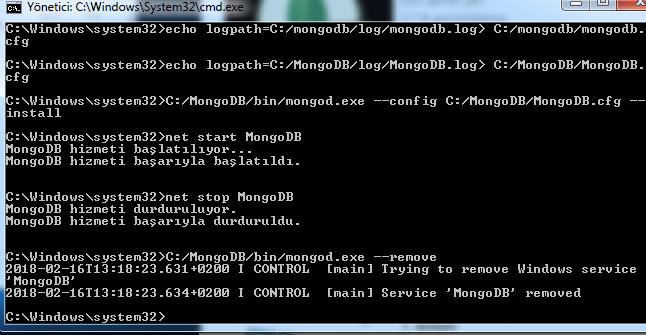 Yönetici: C:\Windows\System32\cmd.exe
C:\Windows\system32>echo logpath=C:/mongodb/log/mongodb.log> C:/mongodb/mongodb.
cfg
C:\Windows\system32>echo logpath=C:/MongoDB/log/MongoDB.log> C:/MongoDB/MongoDB.
cfg
C:\Windows\system32>C:/MongoDB/bin/mongod.exe --config C:/MongoDB/MongoDB.cfg --
install
C:\Windows\system32>net start MongoDB
MongoDB hizmeti başlatılıyor...
MongoDB hizmeti başarıyla başlatıldı.
C:\Windows\system32>net stop MongoDB
MongoDB hizmeti durduruluyor.
MongoDB hizmeti başarıyla durduruldu.
C:\Windows\system32>C:/MongoDB/bin/mongod.exe --remove
2018-02-16T13:18:23.631+0200 I CONTROL  [main] Trying to remove Windows service
'MongoDB'
2018-02-16T13:18:23.634+0200 I CONTROL  [main] Service 'MongoDB' removed
C:\Windows\system32>